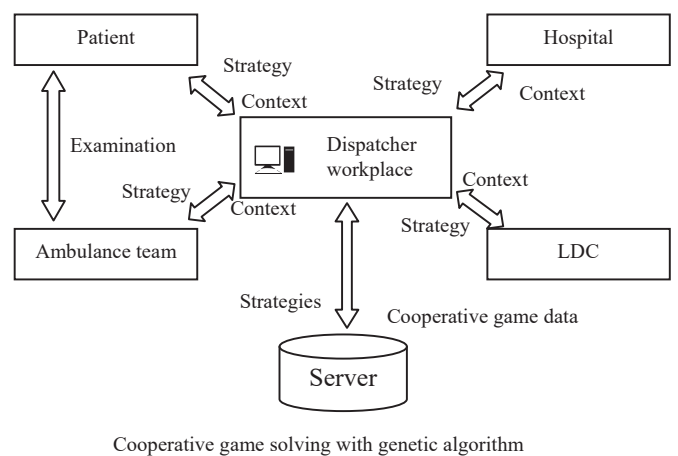 Patient
Hospital
Strategy
Context
Strategy
Context
Examination
Dispatcher
workplace
Strategy
Context
Context
Strategy
Ambulance team
LDC
Strategies
Cooperative game data
Server
Cooperative game solving with genetic algorithm